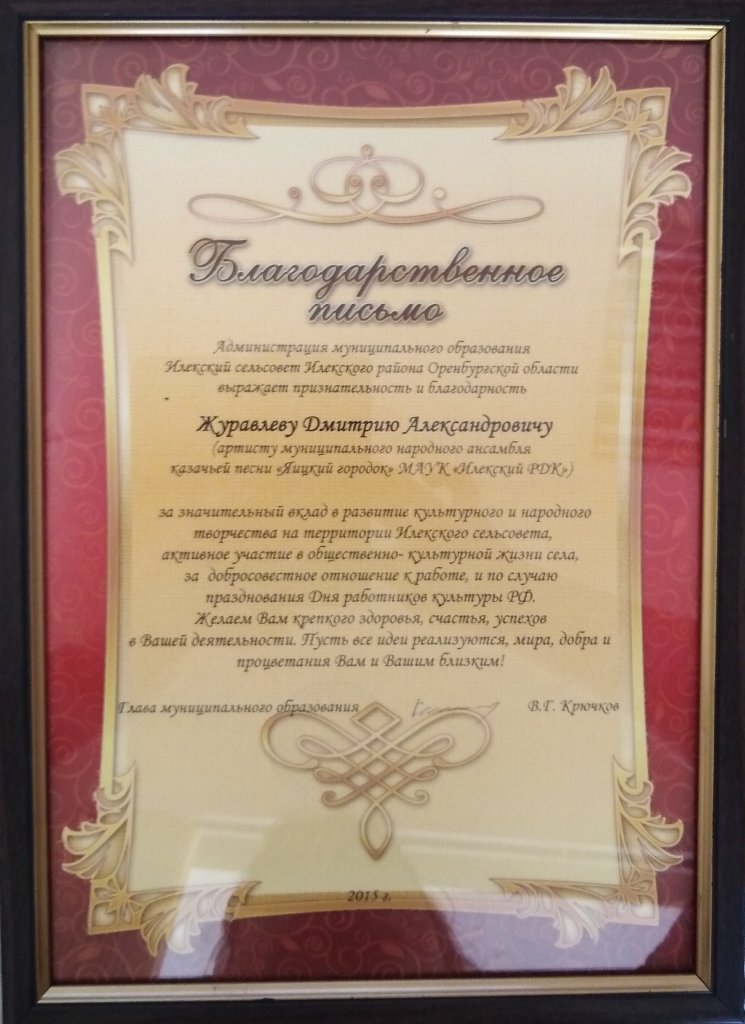 Благодарственное
письмо
Администрация муниципального образования
Илекский сельсовет Илекского района Оренбургской области
выражает признательность и благодарность
Журавлеву Дмитрию Александровичу
(артисту муниципального народного ансамбля
казачьей песни «Яицкий городок» МАУК «Илекский РДК»)
за значительный вклад в развитие культурного и народного
творчества на территории Илекского сельсовета,
активное участие в общественно- культурной жизни села,
за добросовестное отношение к работе, и по случаю
празднования Дня работников культуры РФ.
Желаем Вам крепкого здоровья, счастья, успехов
в Вашей деятельности. Пусть все идеи реализуются, мира, добра и
процветания Вам и Вашим близким!
Глава муниципального образования В.Г. Крючков
2015 г.